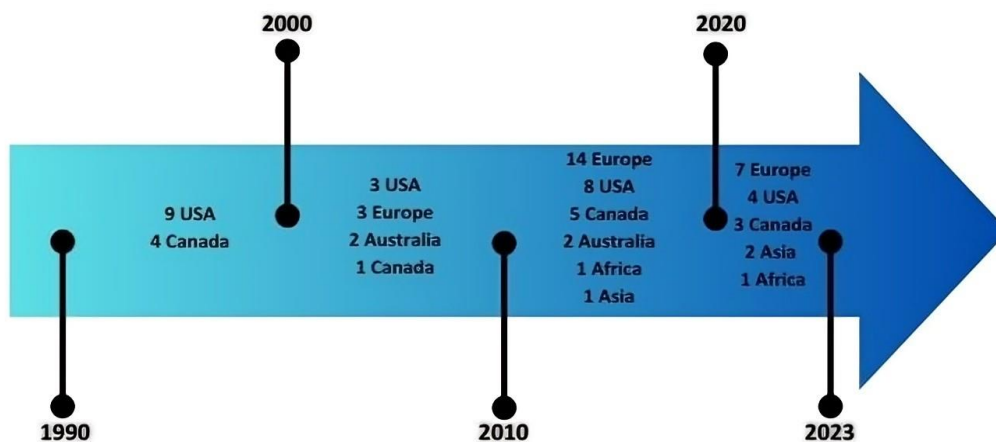 2000
2020
9 USA
4 Canada
3 USA
3 Europe
2 Australia
1 Canada
14 Europe
8 USA
5 Canada
2 Australia
1 Africa
1 Asia
7 Europe
4 USA
3 Canada
2 Asia
1 Africa
1990
2010
2023